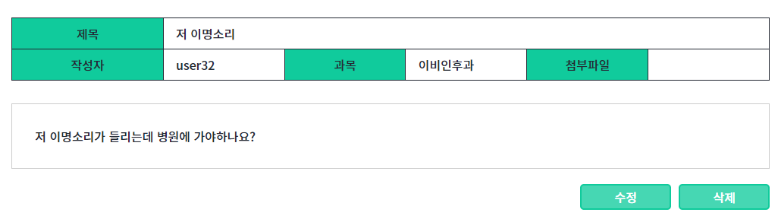 제목 저 이명소리
작성자 user32 과목 이비인후과 첨부파일
저 이명소리가 들리는데 병원에 가야하나요?
수정 삭제